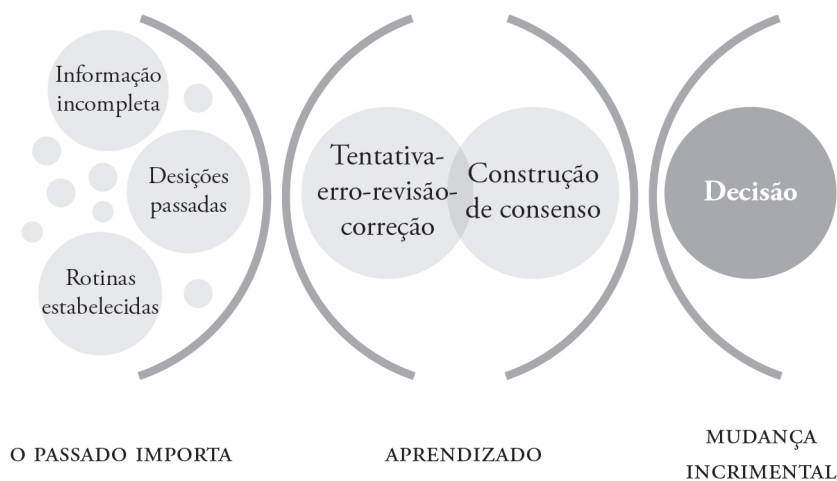 Informação
incompleta
Desições
passadas
Rotinas
estabelecidas
Tentativa-
erro-revisão-
correção
Construção
de consenso
Decisão
O PASSADO IMPORTA
APRENDIZADO
MUDANÇA
INCRIMENTAL